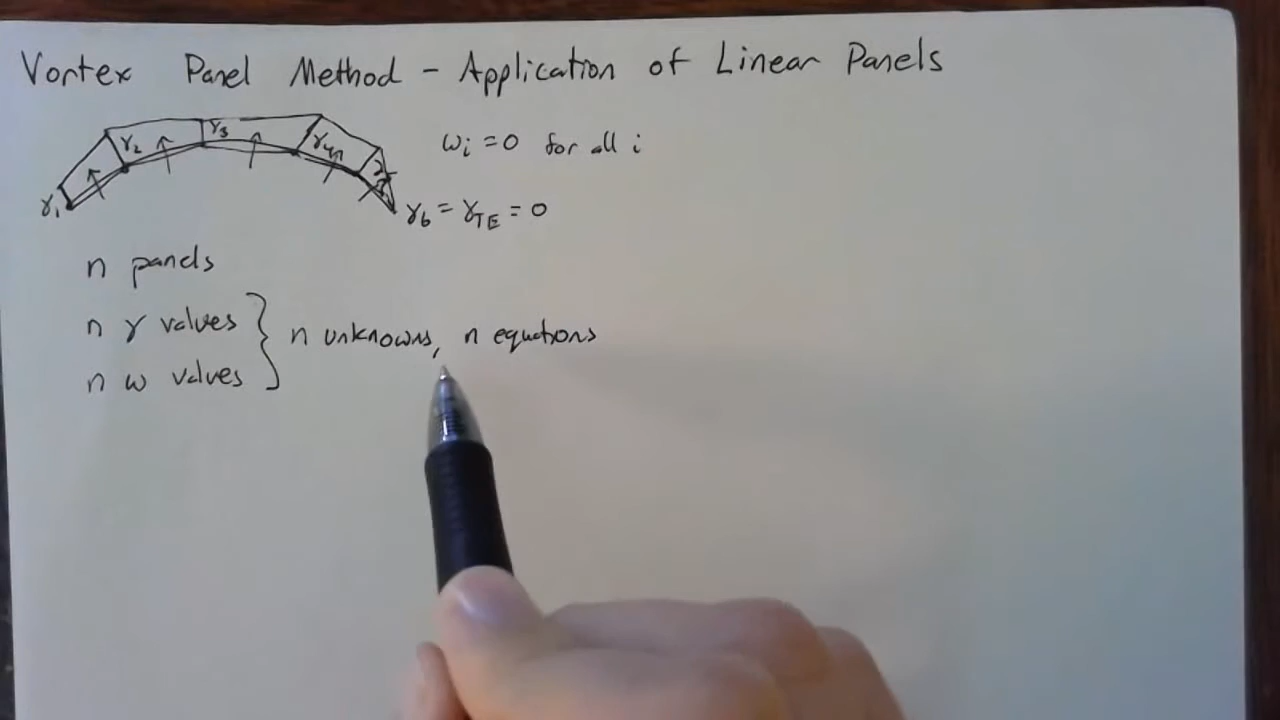 Vortex Panel Method - Application of Linear Panels
γ₁ γ₂ γ₃ γ₄
ωᵢ = 0 for all i
γ₆ = γ_TE = 0
n panels
n γ values
n ω values
n unknowns, n equations